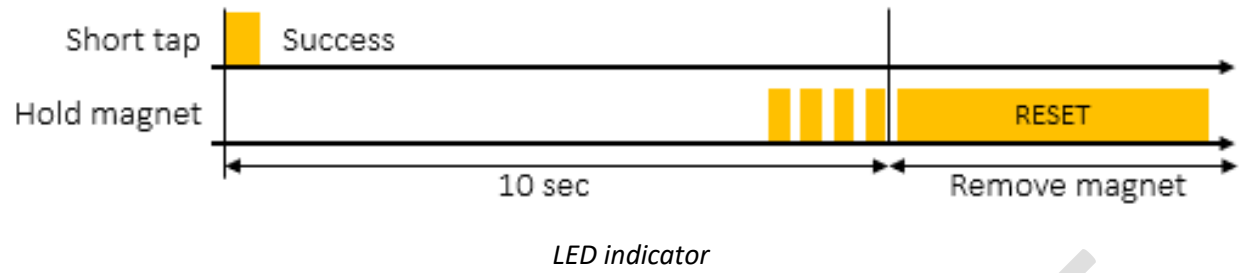 Short tap Success
Hold magnet RESET
10 sec Remove magnet
LED indicator